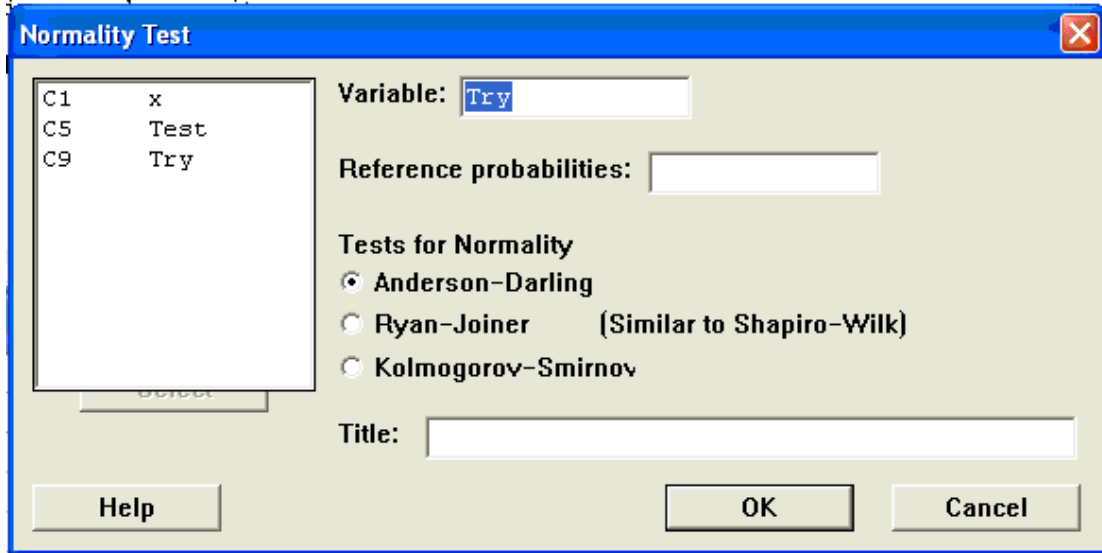 Normality Test
C1 x
C5 Test
C9 Try
Variable: Try
Reference probabilities:
Tests for Normality
Anderson-Darling
Ryan-Joiner (Similar to Shapiro-Wilk)
Kolmogorov-Smirnov
Select
Title:
Help
OK
Cancel